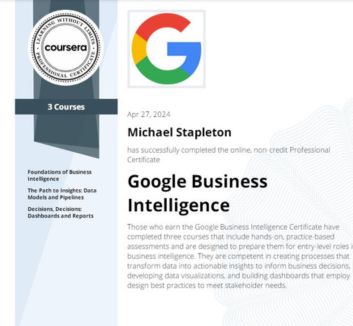 LEARNING WITHOUT LIMITS
coursera
PROFESSIONAL CERTIFICATE
3 Courses
Foundations of Business
Intelligence
The Path to Insights: Data
Models and Pipelines
Decisions, Decisions:
Dashboards and Reports
G
Apr 27, 2024
Michael Stapleton
has successfully completed the online, non-credit Professional
Certificate
Google Business
Intelligence
Those who earn the Google Business Intelligence Certificate have
completed three courses that include hands-on, practice-based
assessments and are designed to prepare them for entry-level roles i
business intelligence. They are competent in creating processes that
transform data into actionable insights to inform business decisions,
developing data visualizations, and building dashboards that employ
design best practices to meet stakeholder needs.